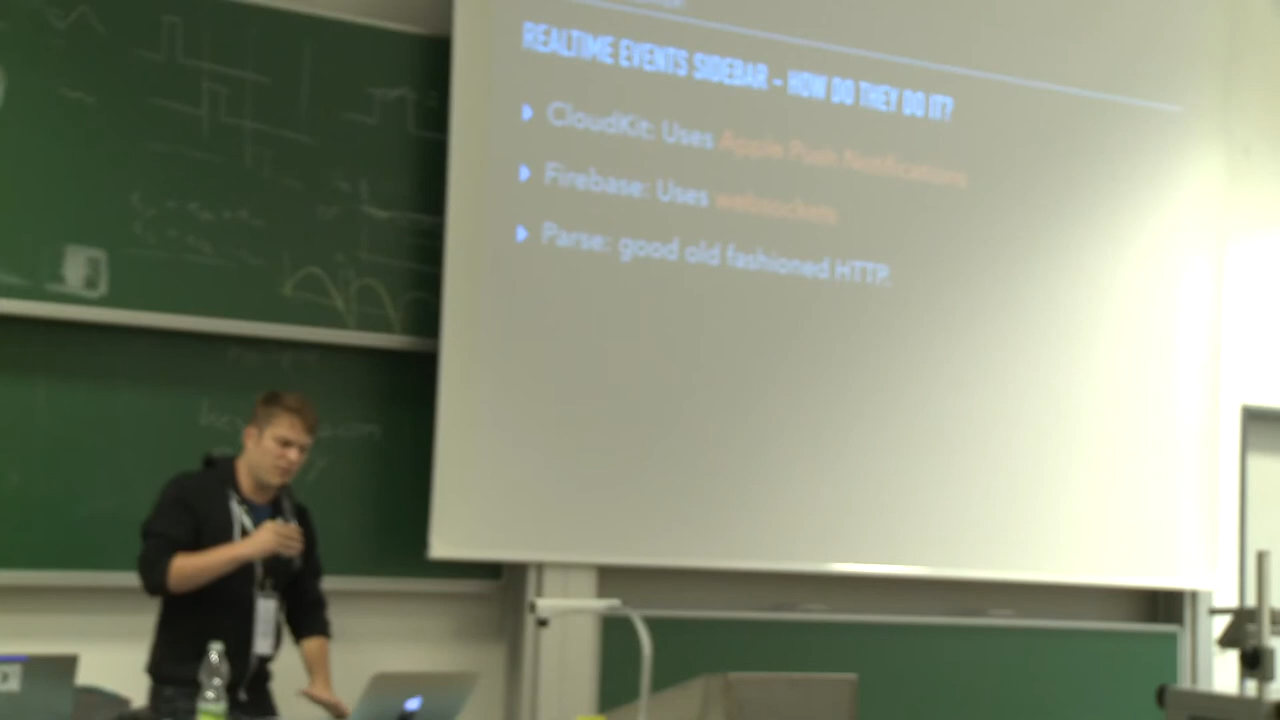 REALTIME EVENTS SIDEBAR – HOW DO THEY DO IT?
CloudKit: Uses Apple Push Notifications
Firebase: Uses websockets
Parse: good old fashioned HTTP.